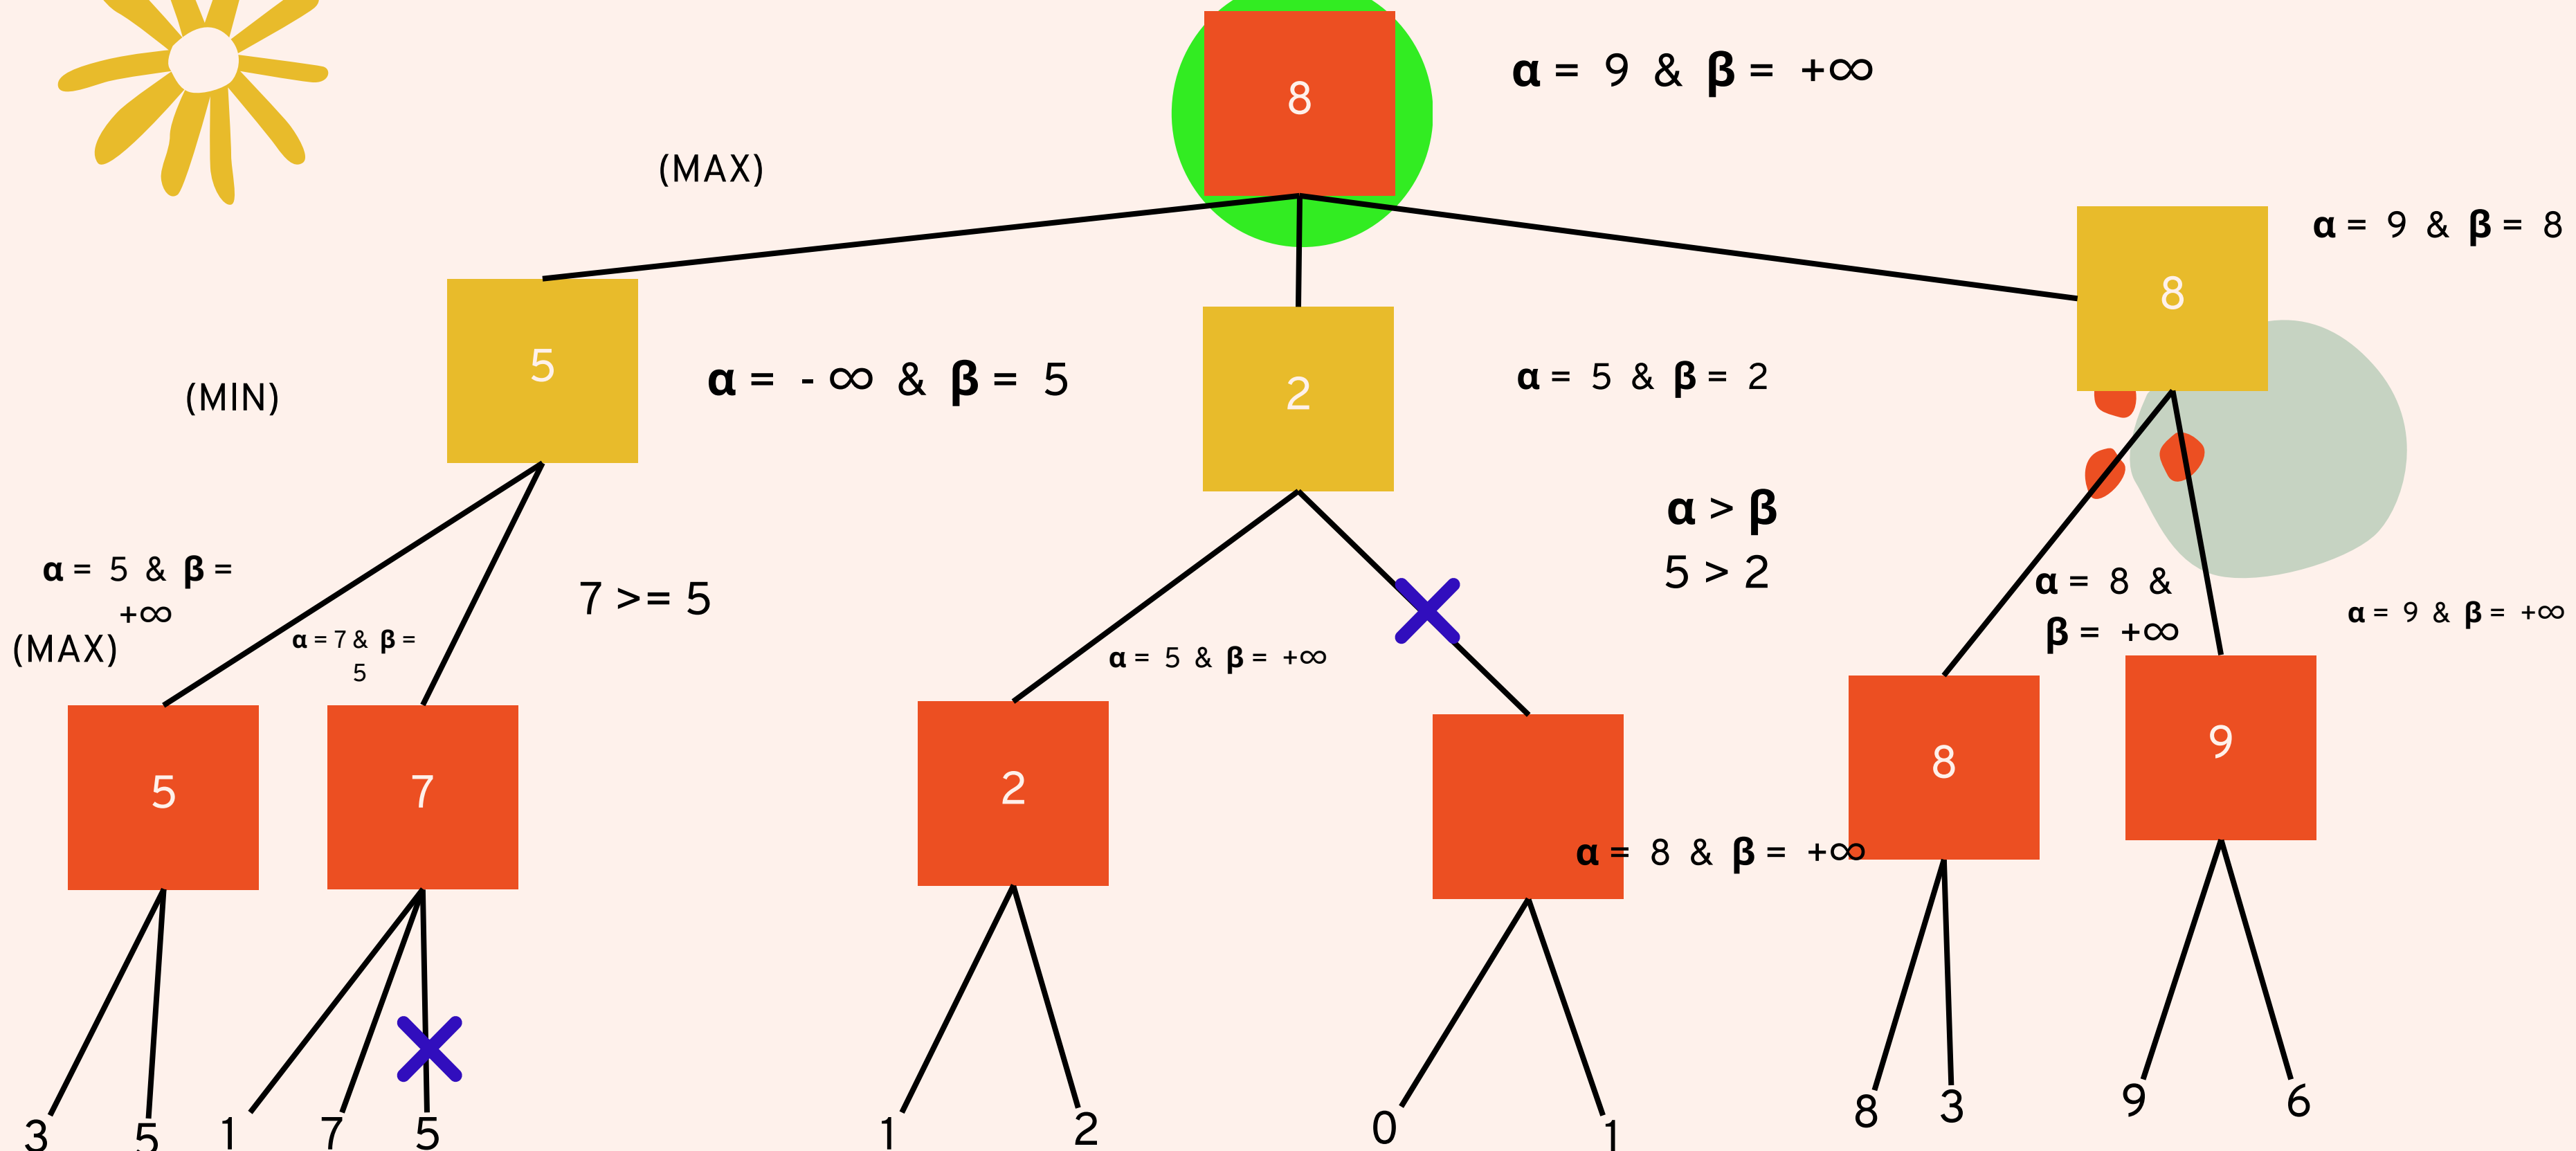 8
α = 9 & β = +∞
(MAX)
8
α = 9 & β = 8
5
α = - ∞ & β = 5
2
α = 5 & β = 2
(MIN)
α > β
5 > 2
α = 5 & β =
+∞
(MAX)
α = 7 & β =
5
7 >= 5
α = 5 & β = +∞
α = 8 &
β = +∞
α = 9 & β = +∞
5
7
2
8
9
α = 8 & β = +∞
3
5
1
7
5
1
2
0
1
8
3
9
6